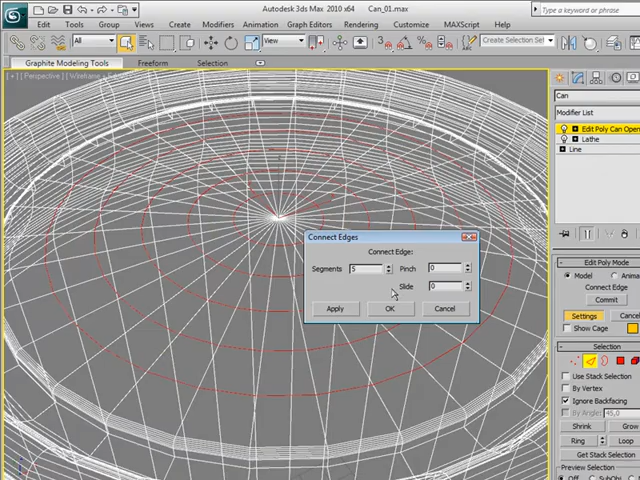 Autodesk 3ds Max 2010 x64 Can_01.max
Type a keyword or phrase
Edit Tools Group Views Create Modifiers Animation Graph Editors Rendering Customize MAXScript Help
All
View
Create Selection Set
Graphite Modeling Tools Freeform Selection
[ + ] [ Perspective ] [ Wireframe
Can
Modifier List
Edit Poly Can Open
Lathe
Line
Connect Edges
Connect Edge:
Segments 5 Pinch 0
Slide 0
Apply OK Cancel
Edit Poly Mode
Model Anima
Connect Edge
Commit
Settings Cancel
Show Cage
Selection
Use Stack Selection
By Vertex
Ignore Backfacing
By Angle: 45,0
Shrink Grow
Ring Loop
Get Stack Selection
Preview Selection
Off SubObj